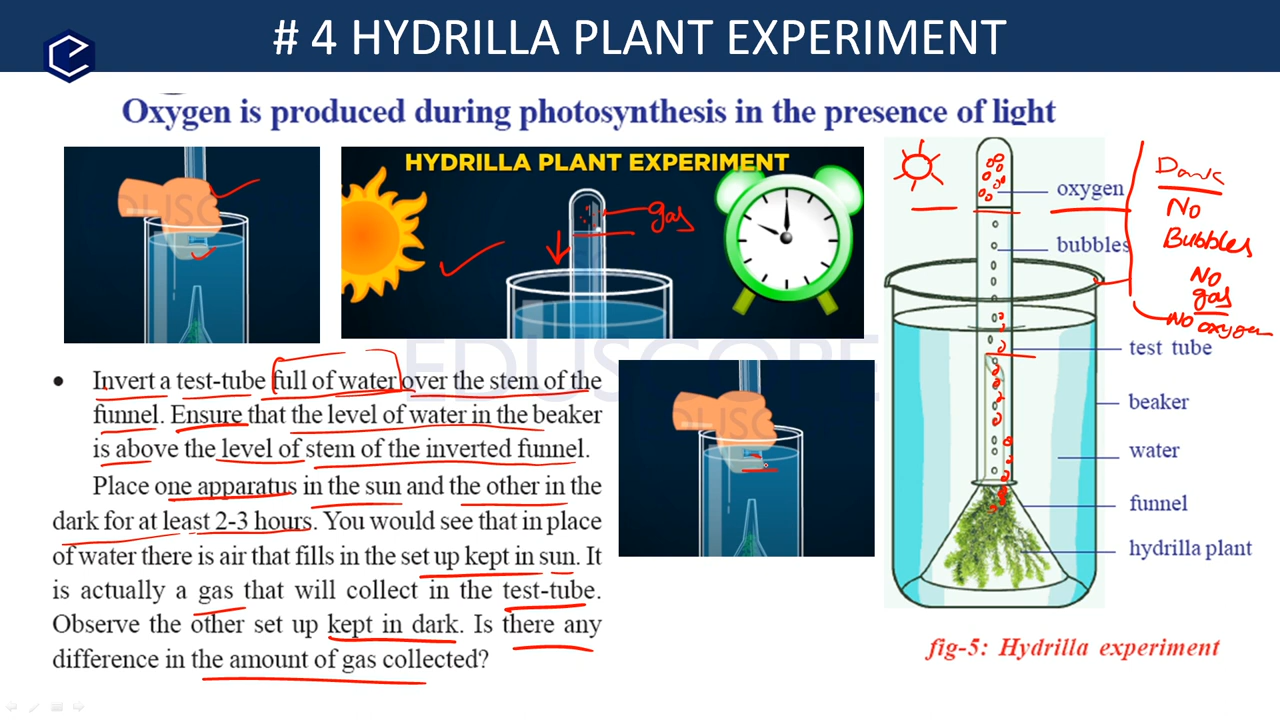 # 4 HYDRILLA PLANT EXPERIMENT
Oxygen is produced during photosynthesis in the presence of light
HYDRILLA PLANT EXPERIMENT
gas
• Invert a test-tube full of water over the stem of the
funnel. Ensure that the level of water in the beaker
is above the level of stem of the inverted funnel.
Place one apparatus in the sun and the other in the
dark for at least 2-3 hours. You would see that in place
of water there is air that fills in the set up kept in sun. It
is actually a gas that will collect in the test-tube.
Observe the other set up kept in dark. Is there any
difference in the amount of gas collected?
EDUSCOPE
oxygen
bubbles
test tube
beaker
water
funnel
hydrilla plant
Dark
No
Bubbles
No
gas
No oxygen
fig-5: Hydrilla experiment